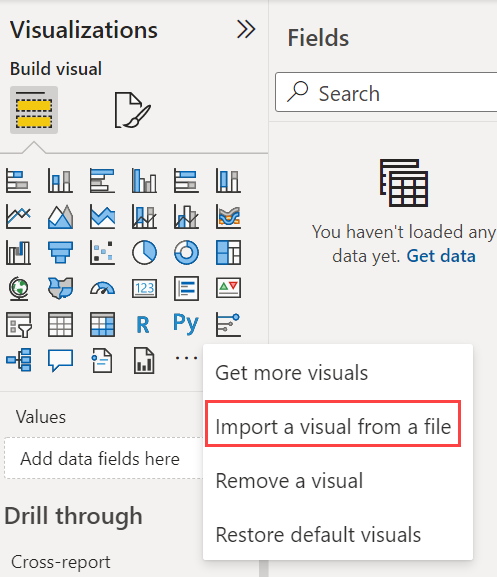 Visualizations
Fields
Build visual
Search
You haven't loaded any
data yet. Get data
123
R
Py
Get more visuals
Import a visual from a file
Remove a visual
Restore default visuals
Values
Add data fields here
Drill through
Cross-report